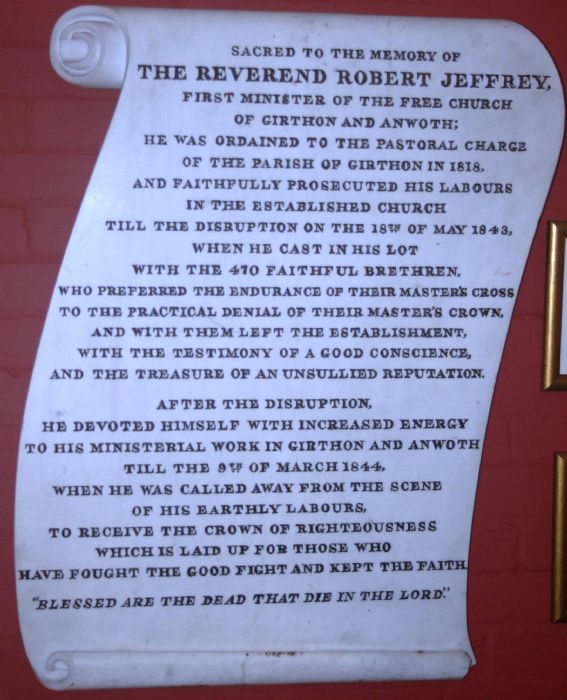 SACRED TO THE MEMORY OF
THE REVEREND ROBERT JEFFREY,
FIRST MINISTER OF THE FREE CHURCH
OF GIRTHON AND ANWOTH;
HE WAS ORDAINED TO THE PASTORAL CHARGE
OF THE PARISH OF GIRTHON IN 1818,
AND FAITHFULLY PROSECUTED HIS LABOURS
IN THE ESTABLISHED CHURCH
TILL THE DISRUPTION ON THE 18TH OF MAY 1843,
WHEN HE CAST IN HIS LOT
WITH THE 470 FAITHFUL BRETHREN,
WHO PREFERRED THE ENDURANCE OF THEIR MASTER'S CROSS
TO THE PRACTICAL DENIAL OF THEIR MASTER'S CROWN,
AND WITH THEM LEFT THE ESTABLISHMENT,
WITH THE TESTIMONY OF A GOOD CONSCIENCE,
AND THE TREASURE OF AN UNSULLIED REPUTATION.
AFTER THE DISRUPTION,
HE DEVOTED HIMSELF WITH INCREASED ENERGY
TO HIS MINISTERIAL WORK IN GIRTHON AND ANWOTH
TILL THE 9TH OF MARCH 1844,
WHEN HE WAS CALLED AWAY FROM THE SCENE
OF HIS EARTHLY LABOURS,
TO RECEIVE THE CROWN OF RIGHTEOUSNESS
WHICH IS LAID UP FOR THOSE WHO
HAVE FOUGHT THE GOOD FIGHT AND KEPT THE FAITH.
"BLESSED ARE THE DEAD THAT DIE IN THE LORD."